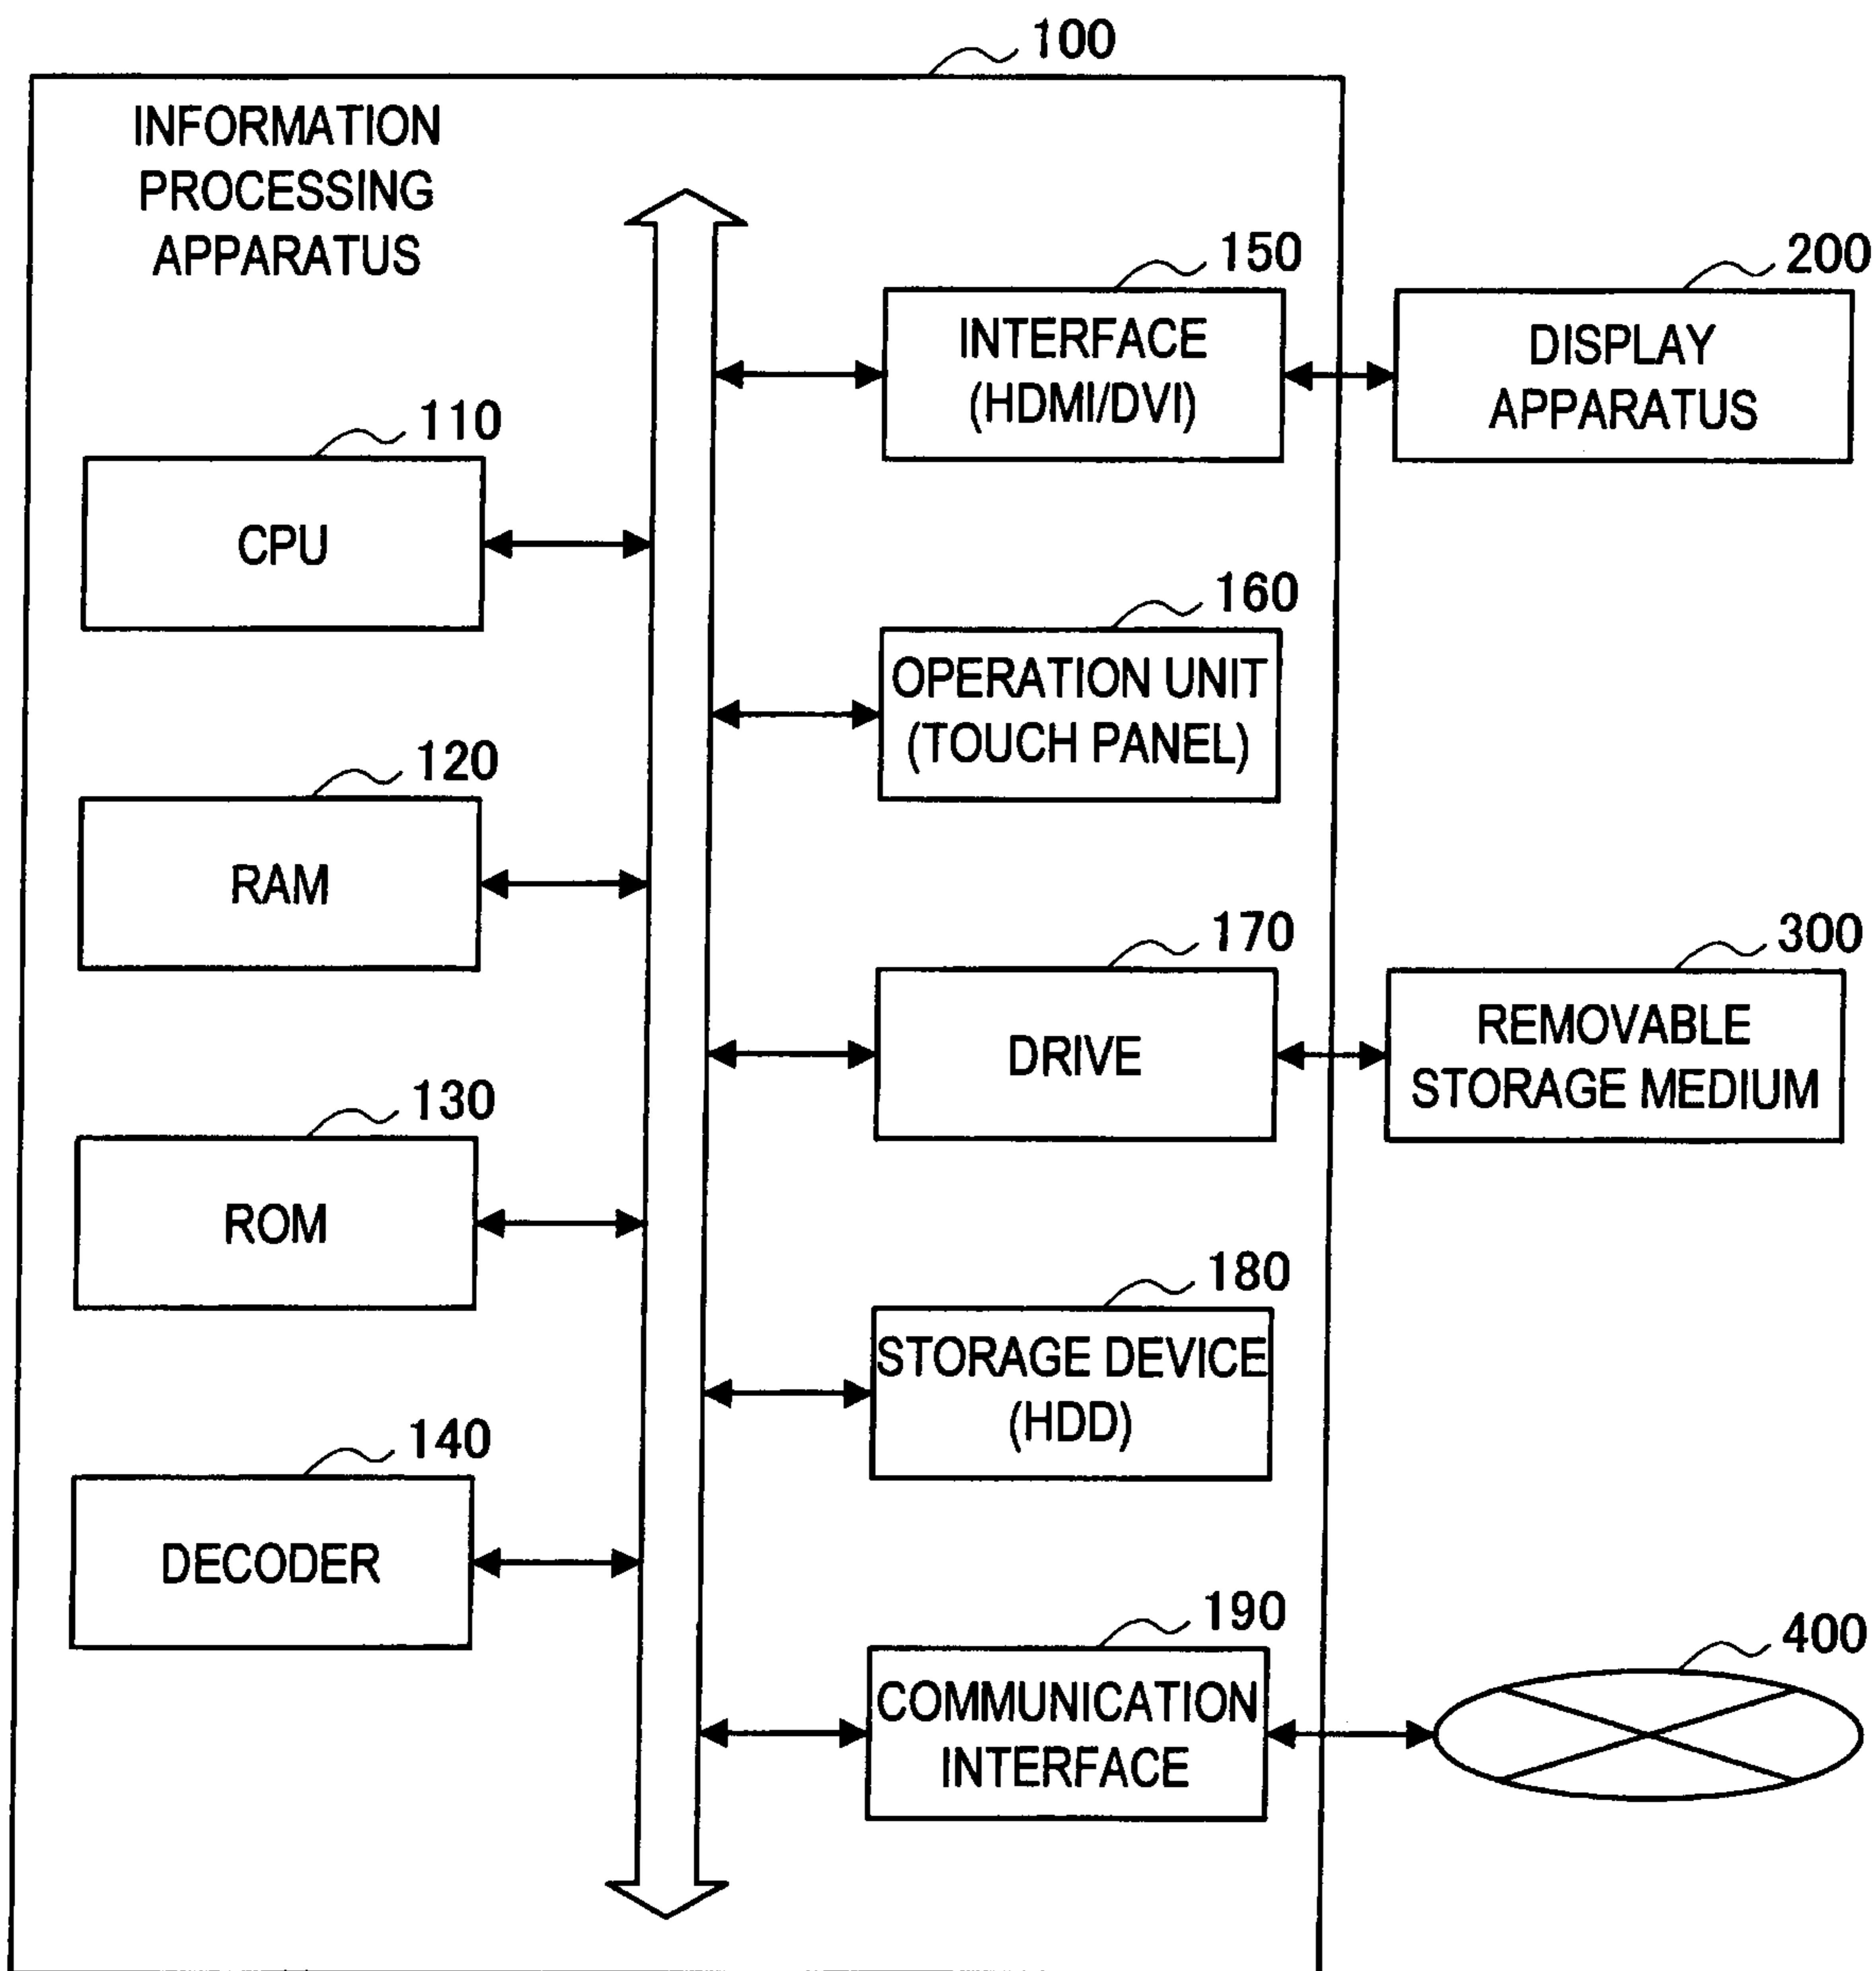 100
INFORMATION
PROCESSING
APPARATUS
150
200
INTERFACE
(HDMI/DVI)
DISPLAY
APPARATUS
110
CPU
160
OPERATION UNIT
(TOUCH PANEL)
120
RAM
170
300
DRIVE
REMOVABLE
STORAGE MEDIUM
130
ROM
180
STORAGE DEVICE
(HDD)
140
DECODER
190
400
COMMUNICATION
INTERFACE